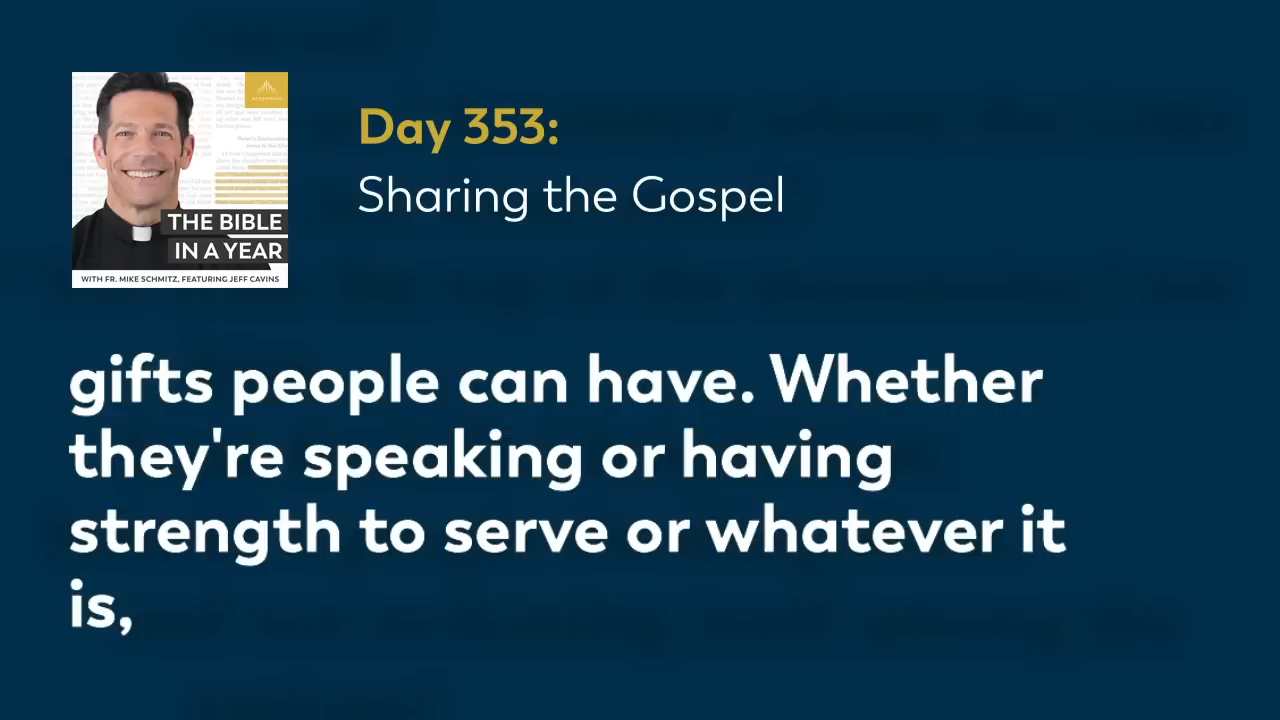 Day 353:
Sharing the Gospel
THE BIBLE
IN A YEAR
WITH FR. MIKE SCHMITZ, FEATURING JEFF CAVINS
gifts people can have. Whether
they're speaking or having
strength to serve or whatever it
is,